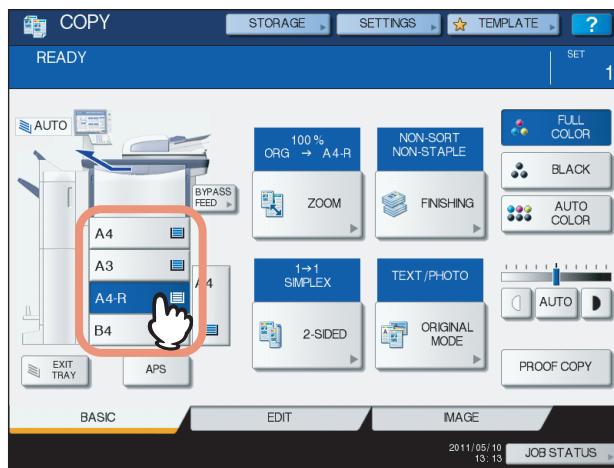 COPY
STORAGE
SETTINGS
TEMPLATE
?
READY
SET
1
AUTO
100 %
ORG → A4-R
NON-SORT
NON-STAPLE
FULL
COLOR
BLACK
AUTO
COLOR
BYPASS
FEED
ZOOM
FINISHING
A4
A3
A4-R
B4
A4
1→1
SIMPLEX
TEXT/PHOTO
2-SIDED
ORIGINAL
MODE
AUTO
EXIT
TRAY
APS
PROOF COPY
BASIC
EDIT
IMAGE
2011/05/10
13:13
JOB STATUS